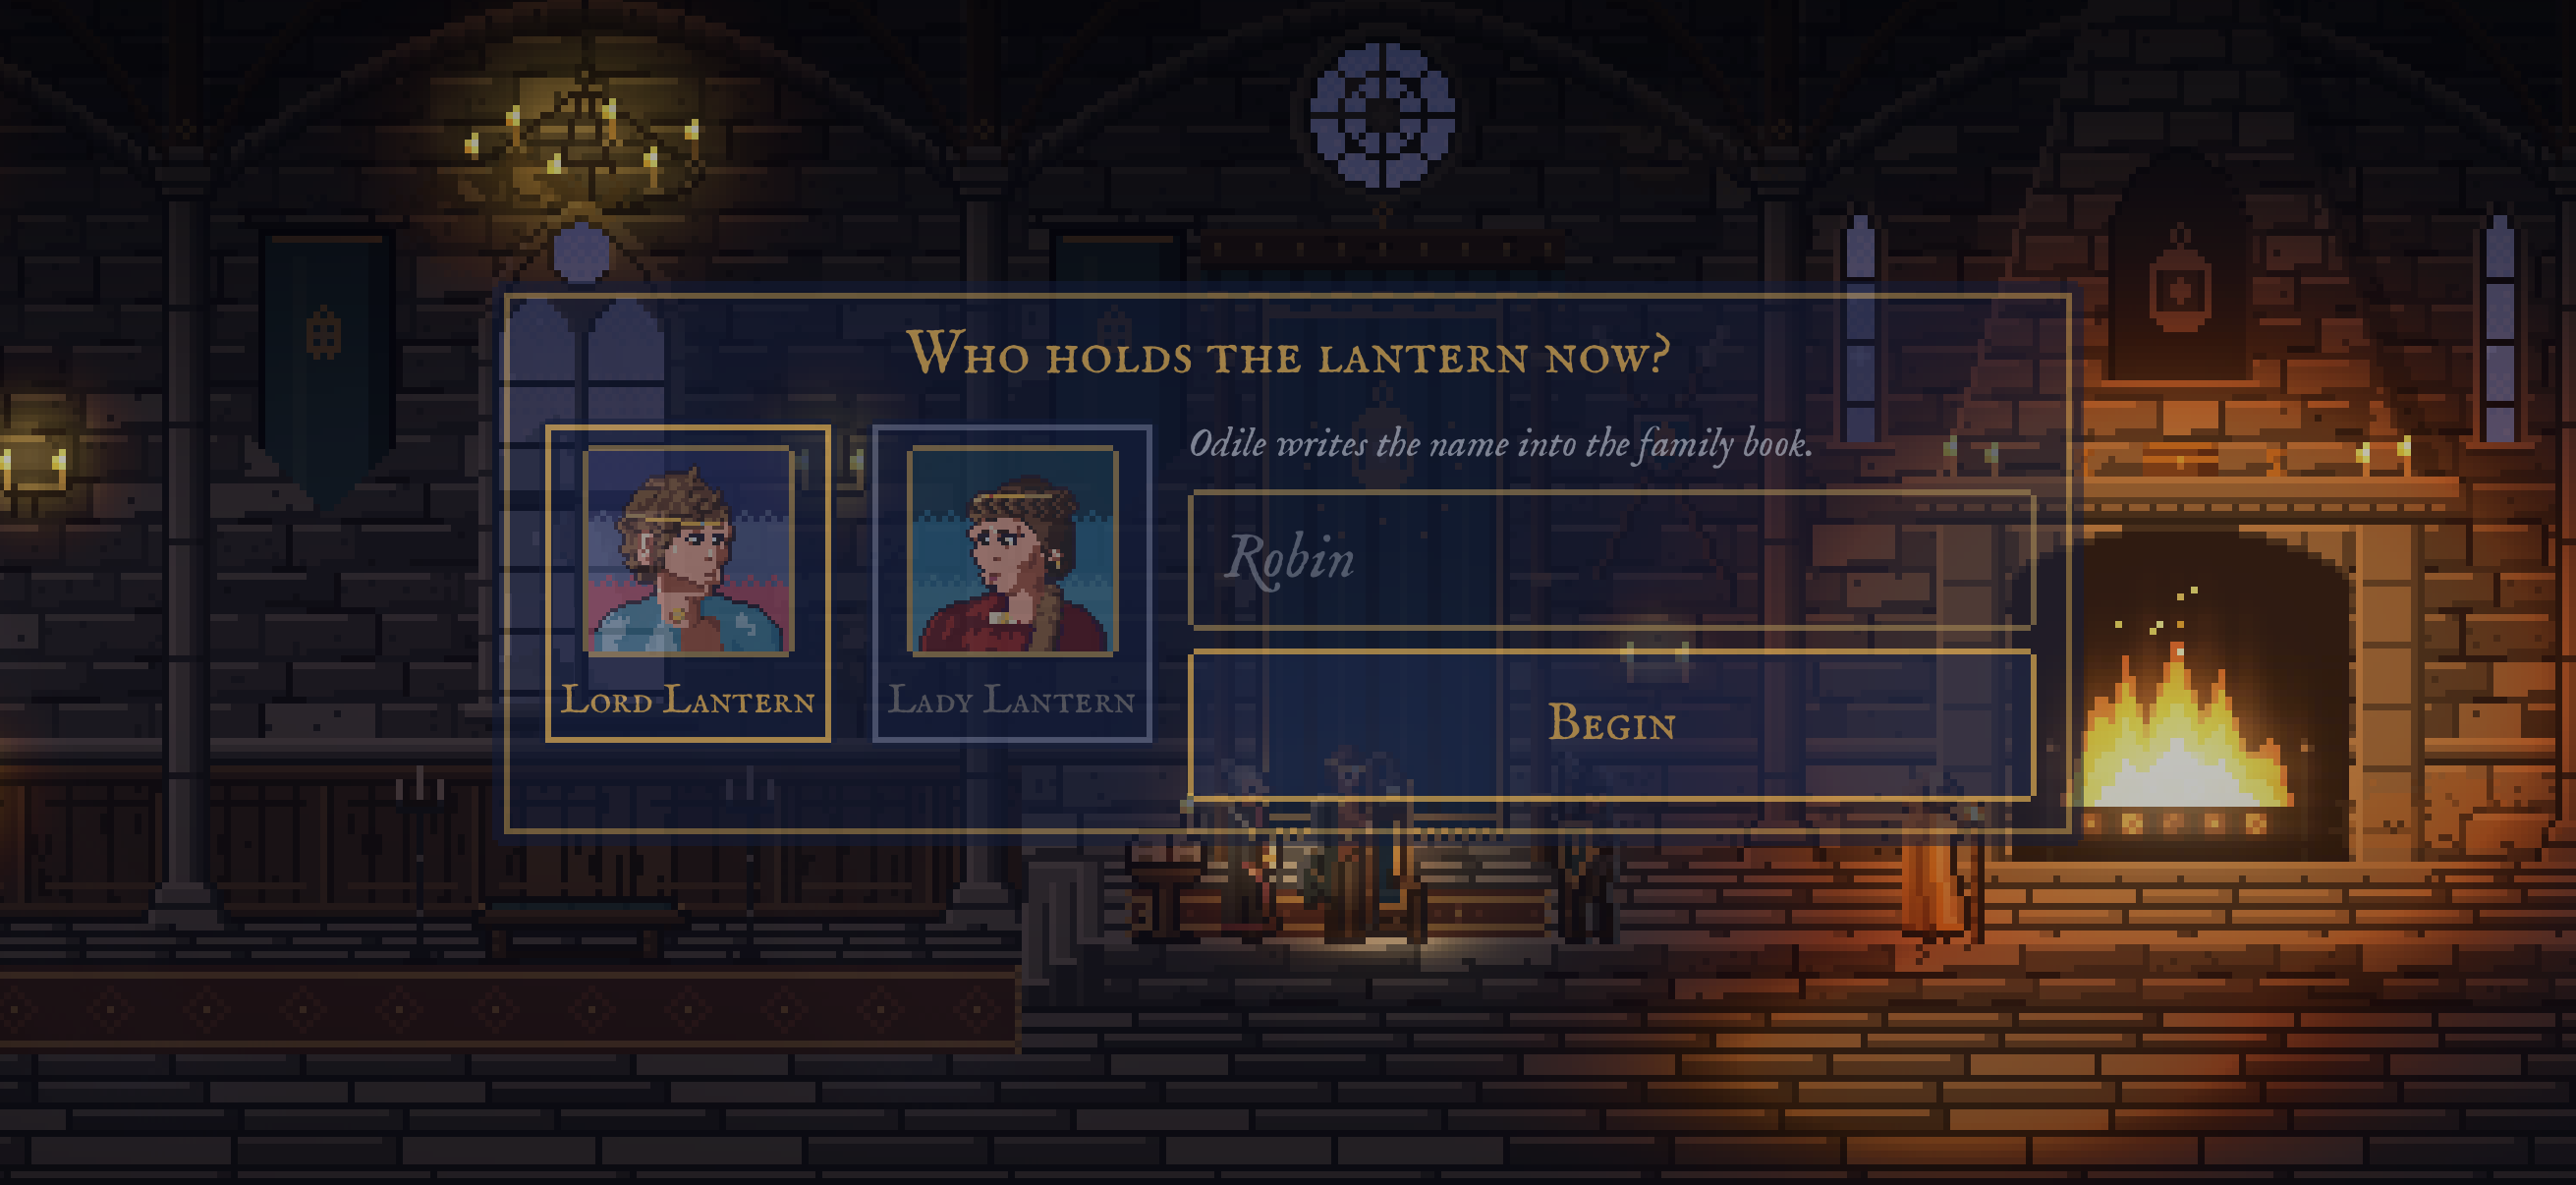 Who holds the lantern now?
Odile writes the name into the family book.
Robin
Lord Lantern
Lady Lantern
Begin